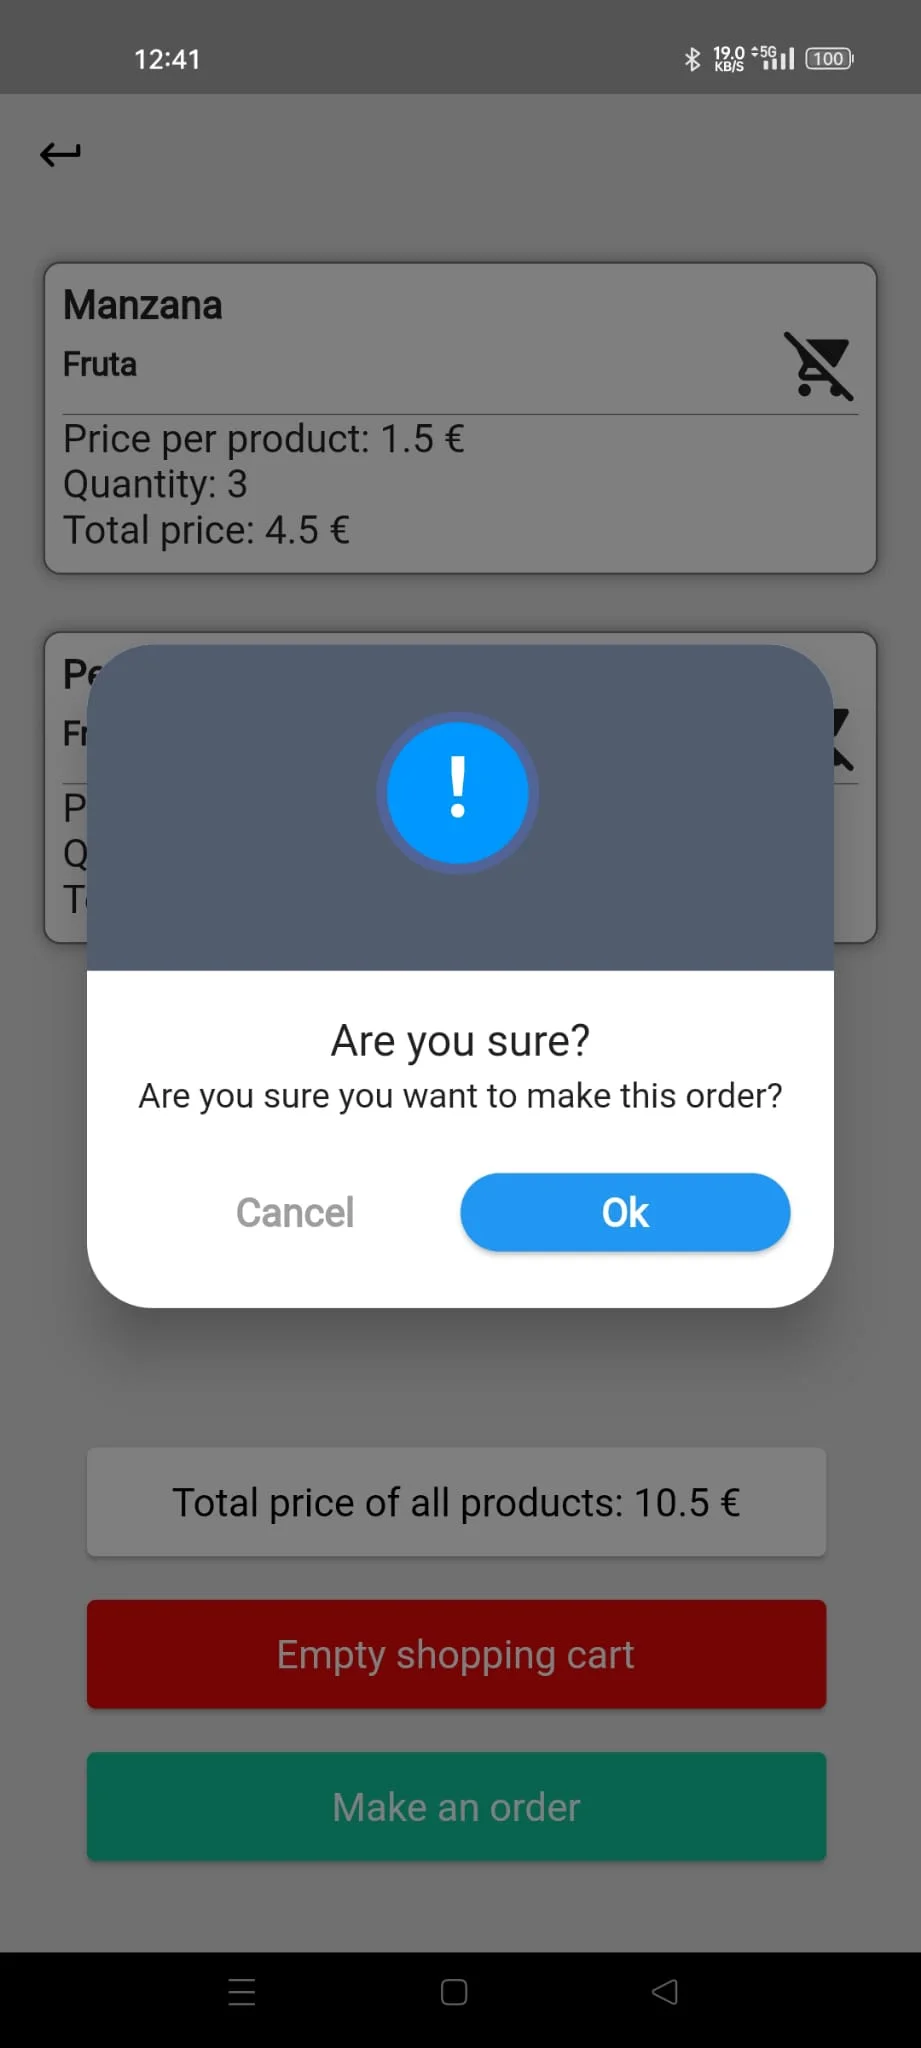 12:41
19.0
KB/S
5G
100
Manzana
Fruta
Price per product: 1.5 €
Quantity: 3
Total price: 4.5 €
!
Are you sure?
Are you sure you want to make this order?
Cancel
Ok
Total price of all products: 10.5 €
Empty shopping cart
Make an order